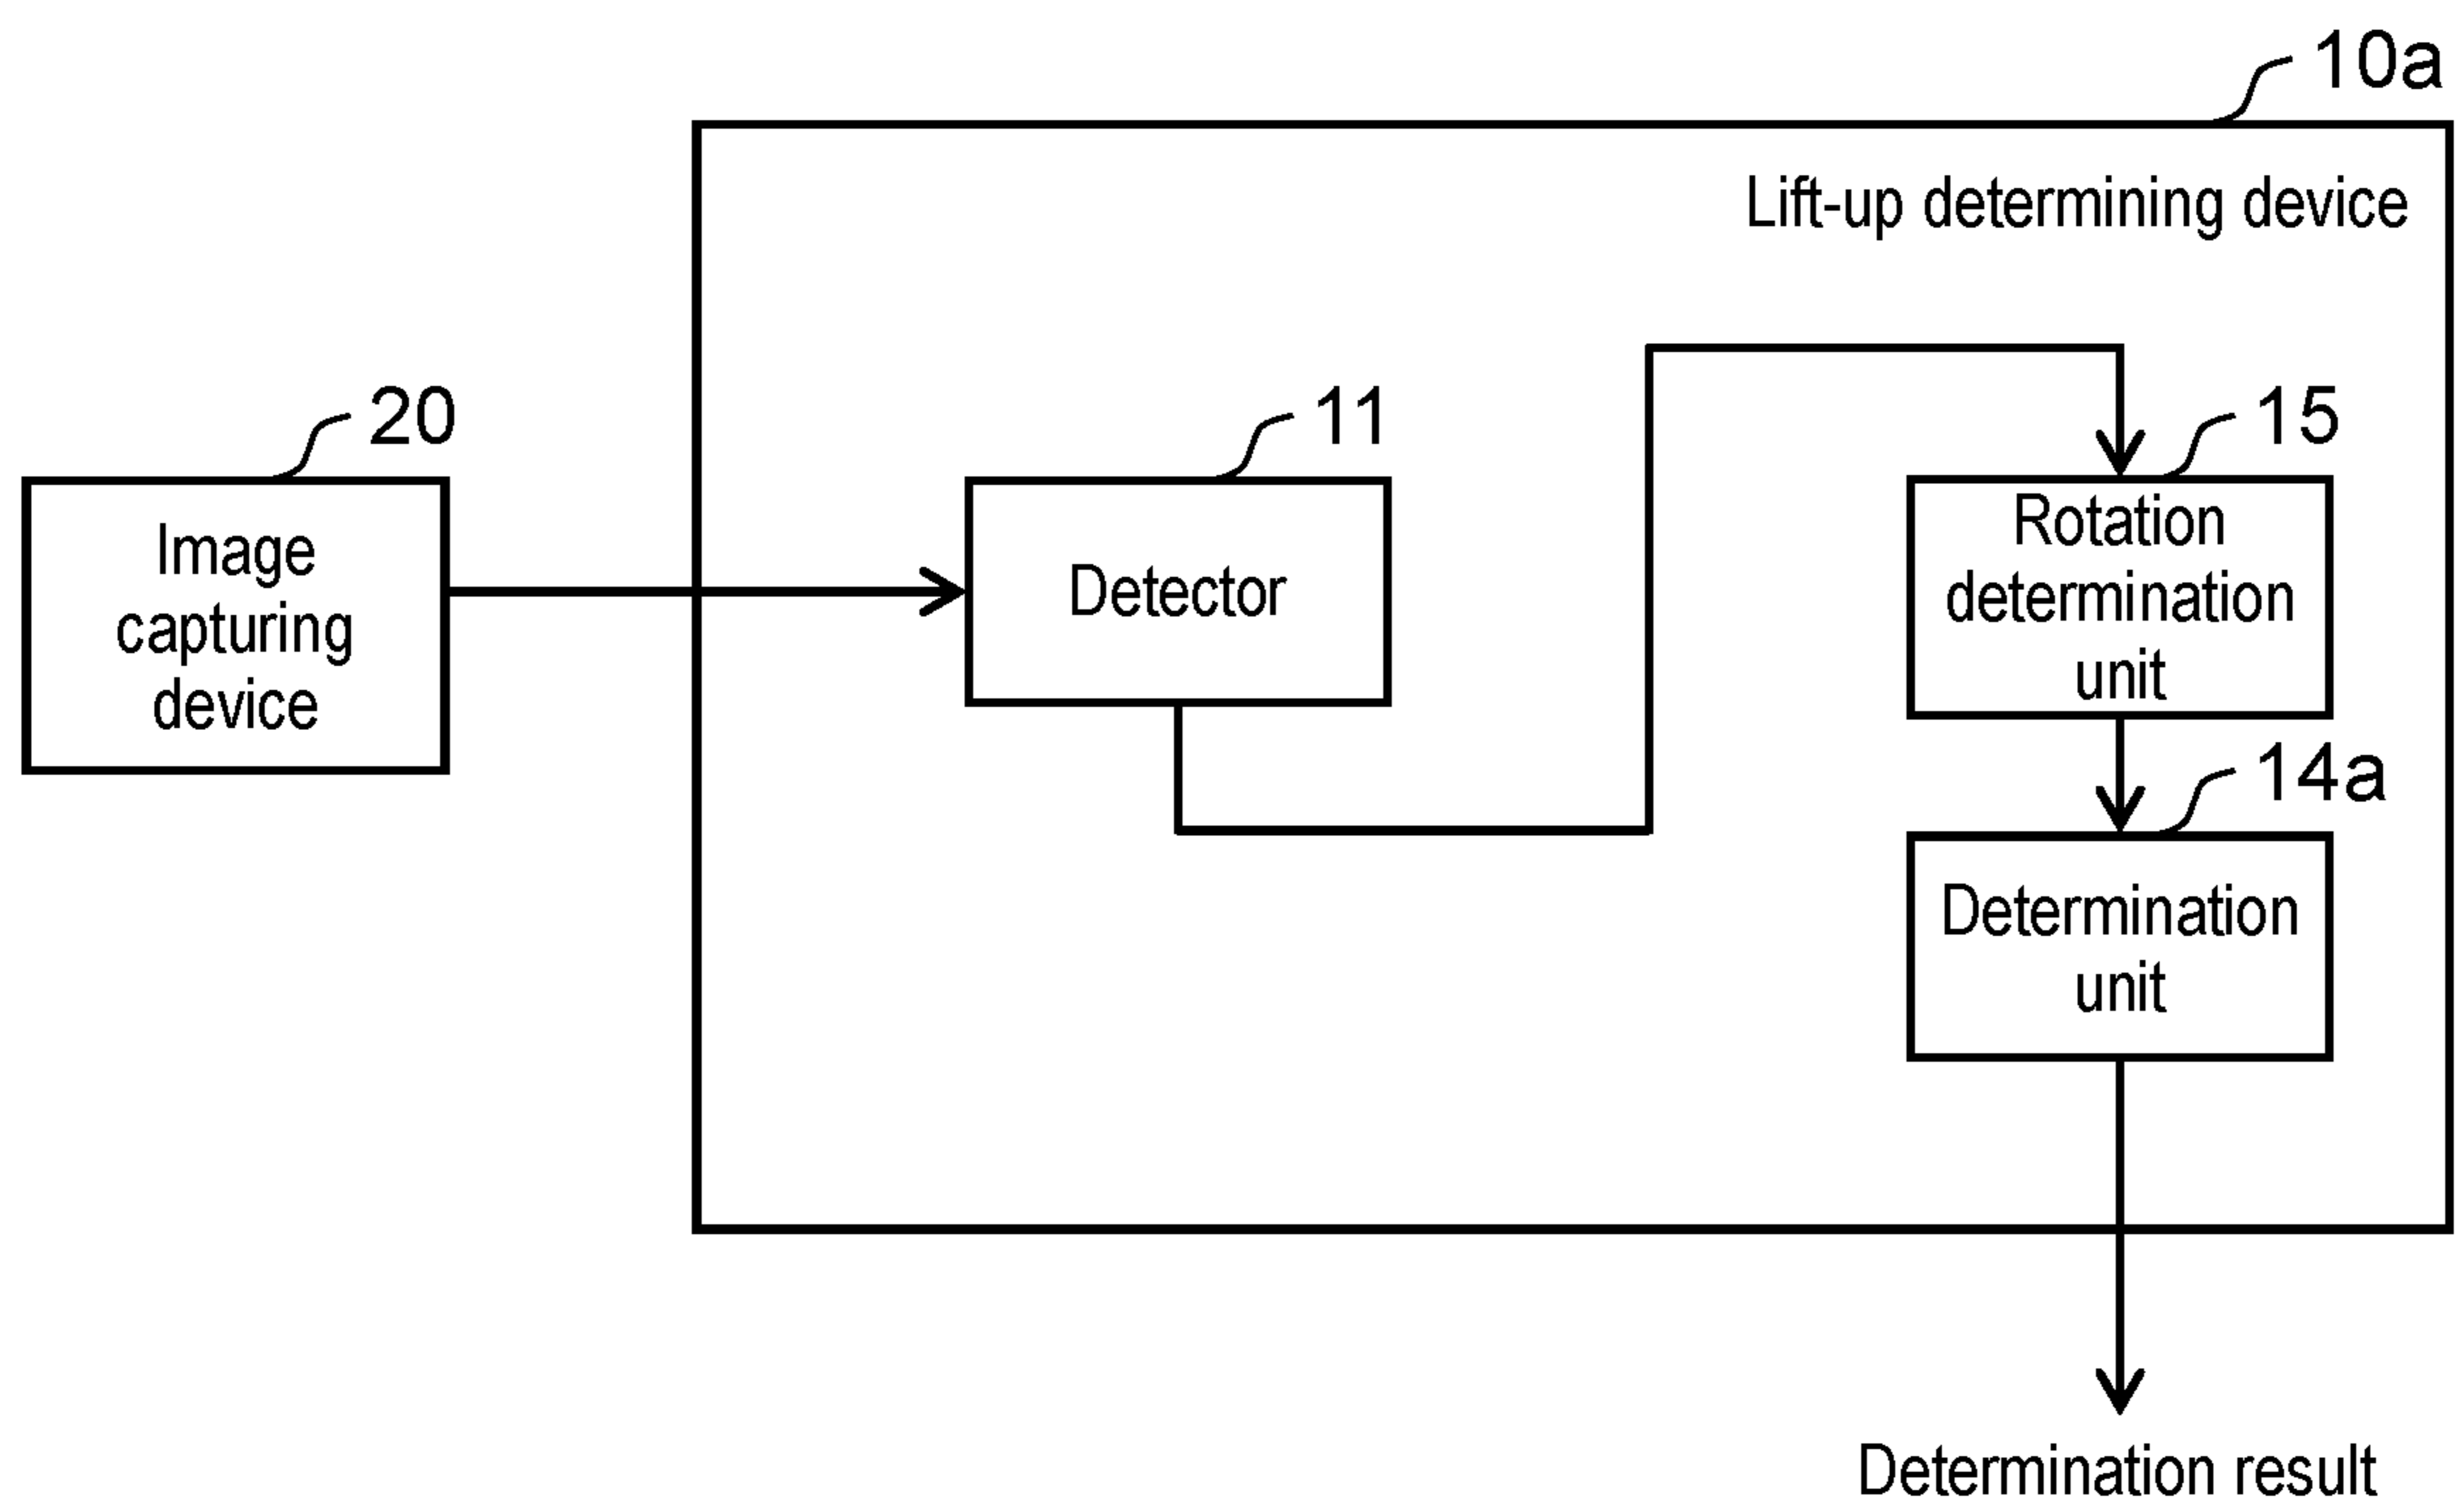 10a
Lift-up determining device
20
Image
capturing
device
11
Detector
15
Rotation
determination
unit
14a
Determination
unit
Determination result